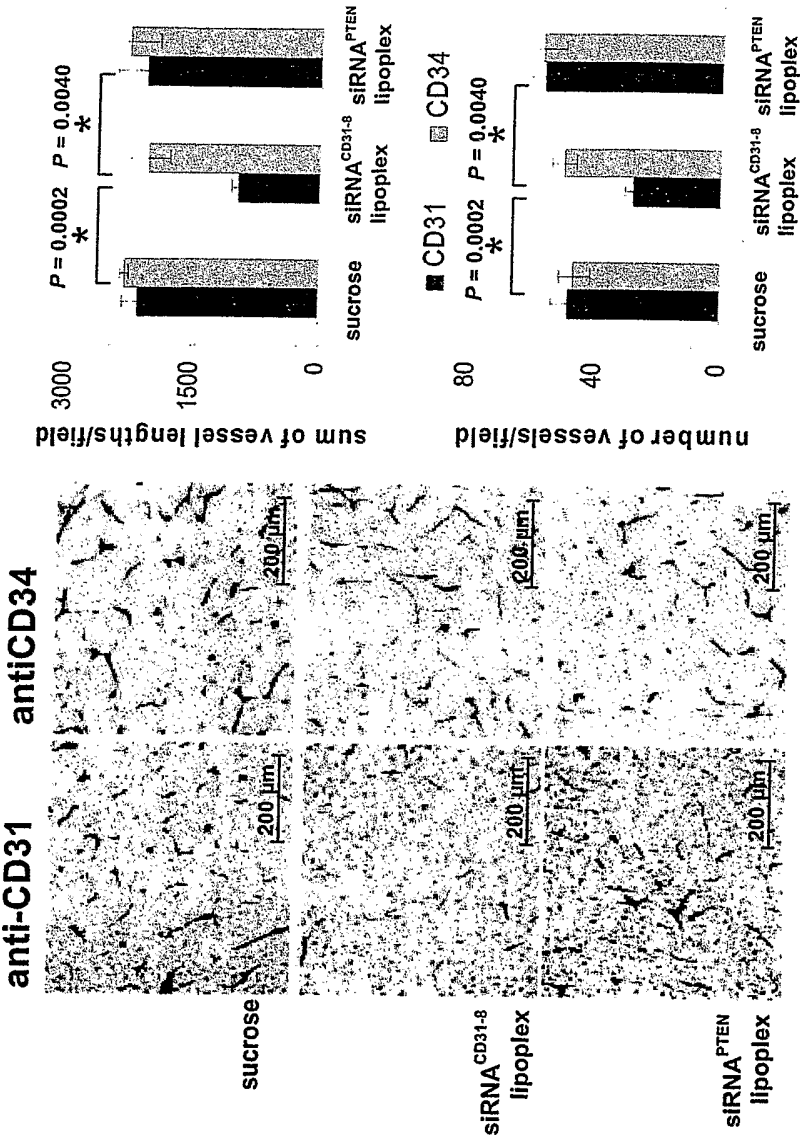 anti-CD31
antiCD34
sucrose
200 µm
200 µm
siRNA^CD31-8
lipoplex
200 µm
200 µm
siRNA^PTEN
lipoplex
200 µm
200 µm
sum of vessel lengths/field
3000
1500
0
P = 0.0002
*
P = 0.0040
*
sucrose
siRNA^CD31-8
lipoplex
siRNA^PTEN
lipoplex
number of vessels/field
80
40
0
CD31
CD34
P = 0.0002
*
P = 0.0040
*
sucrose
siRNA^CD31-8
lipoplex
siRNA^PTEN
lipoplex